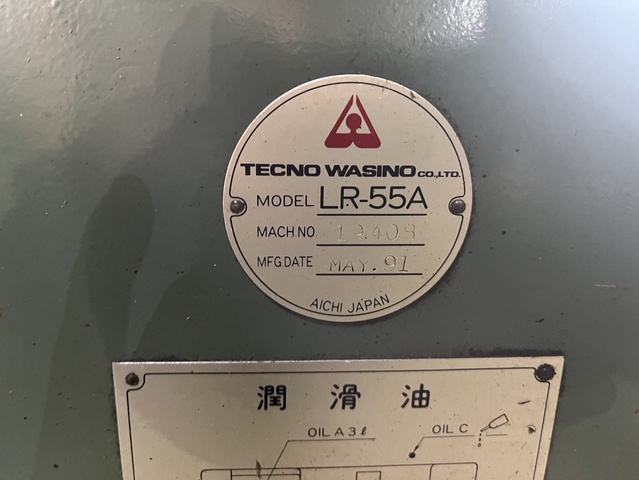 TECNO WASINO CO.,LTD.
MODEL LR-55A
MACH.NO.
MFG.DATE MAY. 91
AICHI JAPAN
潤滑油
OIL A 3ℓ
OIL C